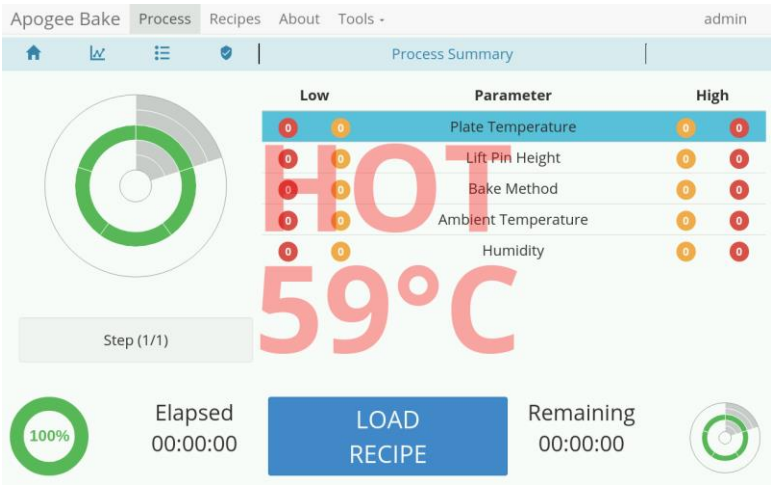 Apogee Bake Process Recipes About Tools admin
Process Summary
Low Parameter High
0 0 Plate Temperature 0 0
0 0 Lift Pin Height 0 0
0 0 Bake Method 0 0
0 0 Ambient Temperature 0 0
0 0 Humidity 0 0
HOT
59°C
Step (1/1)
100%
Elapsed
00:00:00
LOAD
RECIPE
Remaining
00:00:00